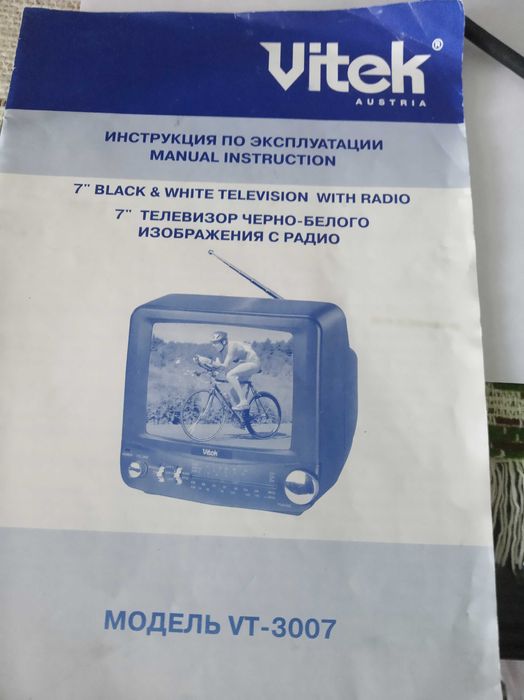 Vitek®
AUSTRIA
ИНСТРУКЦИЯ ПО ЭКСПЛУАТАЦИИ
MANUAL INSTRUCTION
7" BLACK & WHITE TELEVISION WITH RADIO
7" ТЕЛЕВИЗОР ЧЕРНО-БЕЛОГО
ИЗОБРАЖЕНИЯ С РАДИО
Vitek
МОДЕЛЬ VT-3007